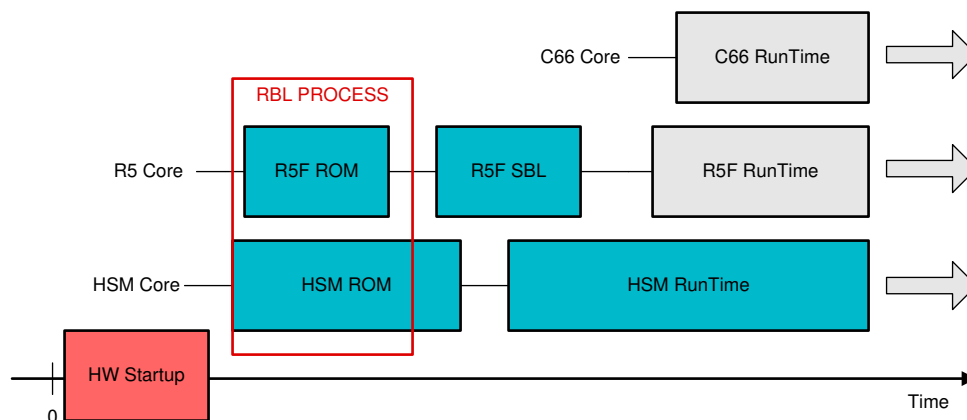 C66 Core
C66 RunTime
RBL PROCESS
R5 Core
R5F ROM
R5F SBL
R5F RunTime
HSM Core
HSM ROM
HSM RunTime
HW Startup
0
Time